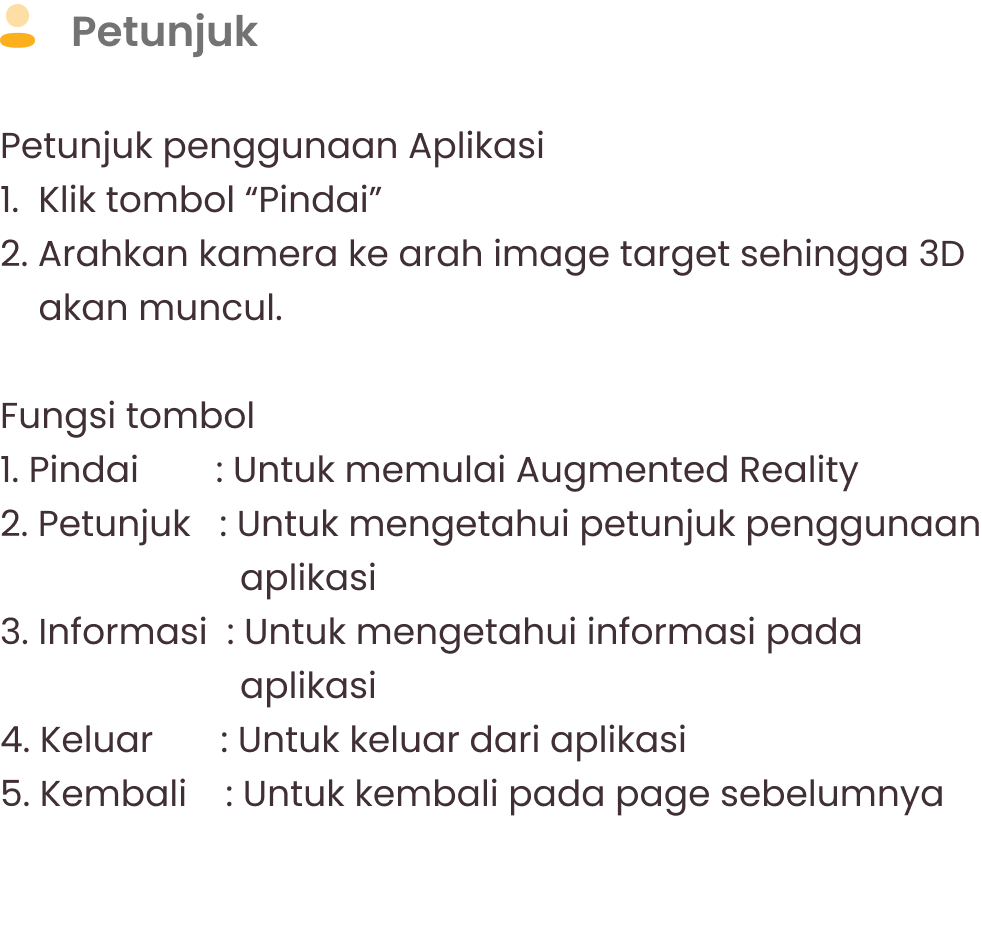 Petunjuk
Petunjuk penggunaan Aplikasi
1. Klik tombol “Pindai”
2. Arahkan kamera ke arah image target sehingga 3D
akan muncul.
Fungsi tombol
1. Pindai : Untuk memulai Augmented Reality
2. Petunjuk : Untuk mengetahui petunjuk penggunaan
aplikasi
3. Informasi : Untuk mengetahui informasi pada
aplikasi
4. Keluar : Untuk keluar dari aplikasi
5. Kembali : Untuk kembali pada page sebelumnya